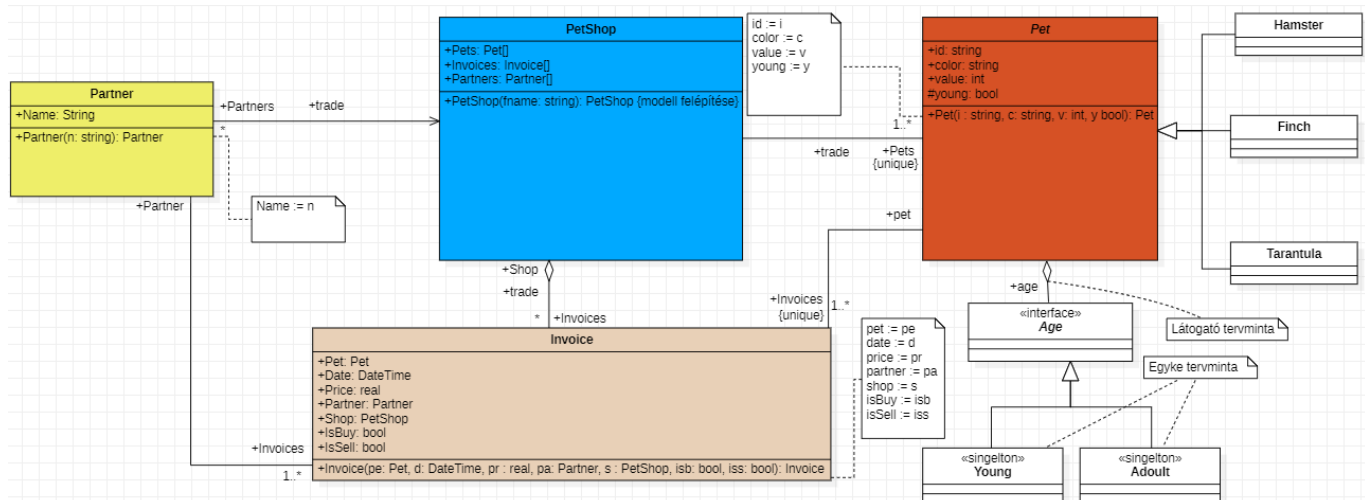 PetShop
+Pets: Pet[]
+Invoices: Invoice[]
+Partners: Partner[]
+PetShop(fname: string): PetShop {modell felépítése}
id := i
color := c
value := v
young := y
Pet
+id: string
+color: string
+value: int
#young: bool
+Pet(i : string, c: string, v: int, y bool): Pet
Hamster
Finch
Tarantula
Partner
+Name: String
+Partner(n: string): Partner
+Partners
+trade
*
1..*
+trade
+Pets
{unique}
+Partner
Name := n
+pet
+Shop
+trade
*
+Invoices
+Invoices
{unique}
1..*
+age
«interface»
Age
Látogató tervminta
Egyke tervminta
Invoice
+Pet: Pet
+Date: DateTime
+Price: real
+Partner: Partner
+Shop: PetShop
+IsBuy: bool
+IsSell: bool
+Invoice(pe: Pet, d: DateTime, pr : real, pa: Partner, s : PetShop, isb: bool, iss: bool): Invoice
pet := pe
date := d
price := pr
partner := pa
shop := s
isBuy := isb
isSell := iss
+Invoices
1..*
«singelton»
Young
«singelton»
Adoult